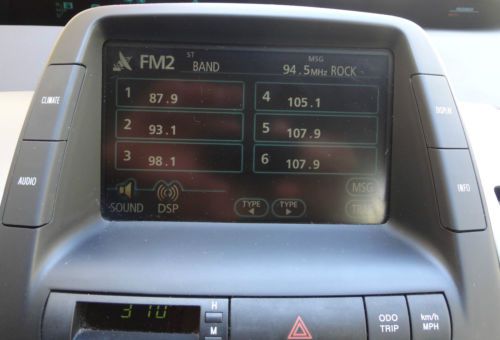 FM2 ST BAND MSG 94.5MHz ROCK
1 87.9
2 93.1
3 98.1
4 105.1
5 107.9
6 107.9
SOUND DSP TYPE TYPE MSG
CLIMATE
AUDIO
DISPLAY
INFO
3 10 H
M
ODO
TRIP
km/h
MPH